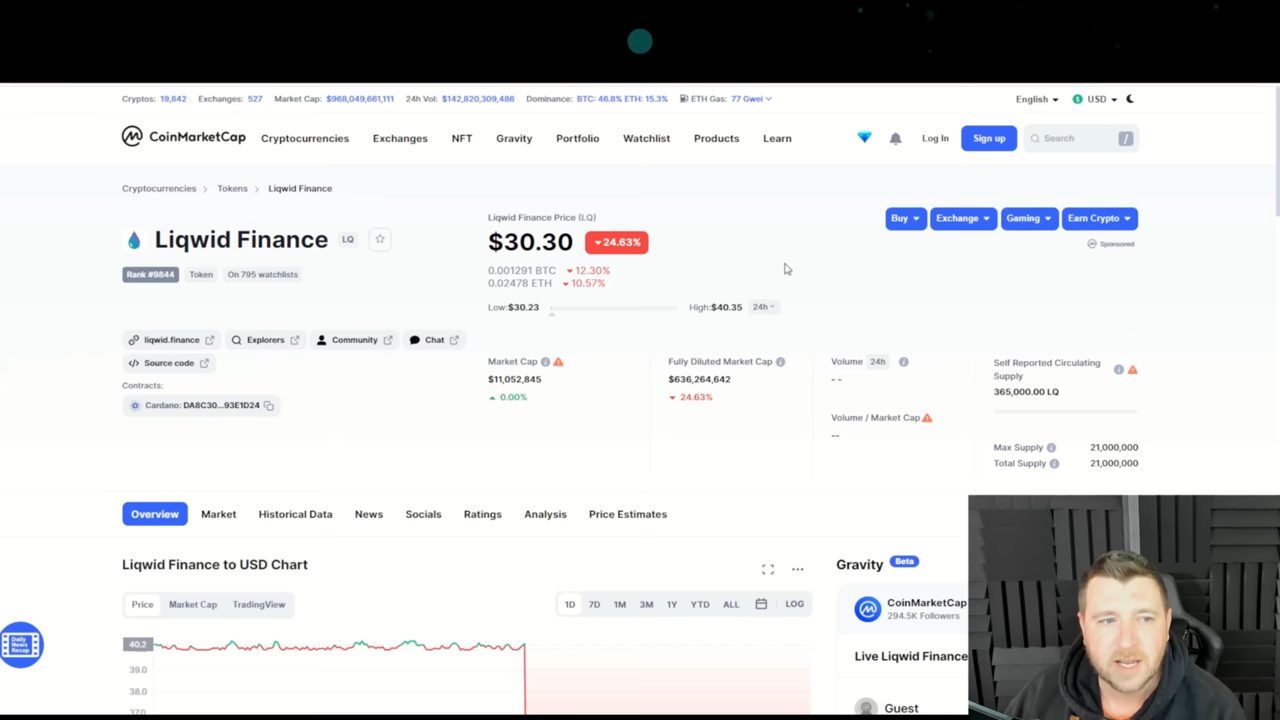 Cryptos: 19,842 Exchanges: 527 Market Cap: $968,049,661,111 24h Vol: $142,820,309,486 Dominance: BTC: 46.8% ETH: 15.3% ETH Gas: 77 Gwei English USD
CoinMarketCap Cryptocurrencies Exchanges NFT Gravity Portfolio Watchlist Products Learn Log In Sign up Search /
Cryptocurrencies > Tokens > Liqwid Finance
Liqwid Finance LQ
Rank #9844 Token On 795 watchlists
liqwid.finance Explorers Community Chat
Source code
Contracts:
Cardano: DA8C30...93E1D24
Liqwid Finance Price (LQ)
$30.30 24.63%
0.001291 BTC 12.30%
0.02478 ETH 10.57%
Low: $30.23 High: $40.35 24h
Buy Exchange Gaming Earn Crypto
Sponsored
Market Cap
$11,052,845
0.00%
Fully Diluted Market Cap
$636,264,642
24.63%
Volume 24h
- -
Volume / Market Cap
--
Self Reported Circulating
Supply
365,000.00 LQ
Max Supply 21,000,000
Total Supply 21,000,000
Overview Market Historical Data News Socials Ratings Analysis Price Estimates
Liqwid Finance to USD Chart
Price Market Cap TradingView
1D 7D 1M 3M 1Y YTD ALL LOG
40.2
39.0
38.0
37.0
Daily
News
Recap
Gravity Beta
CoinMarketCap
294.5K Followers
Live Liqwid Finance
Guest